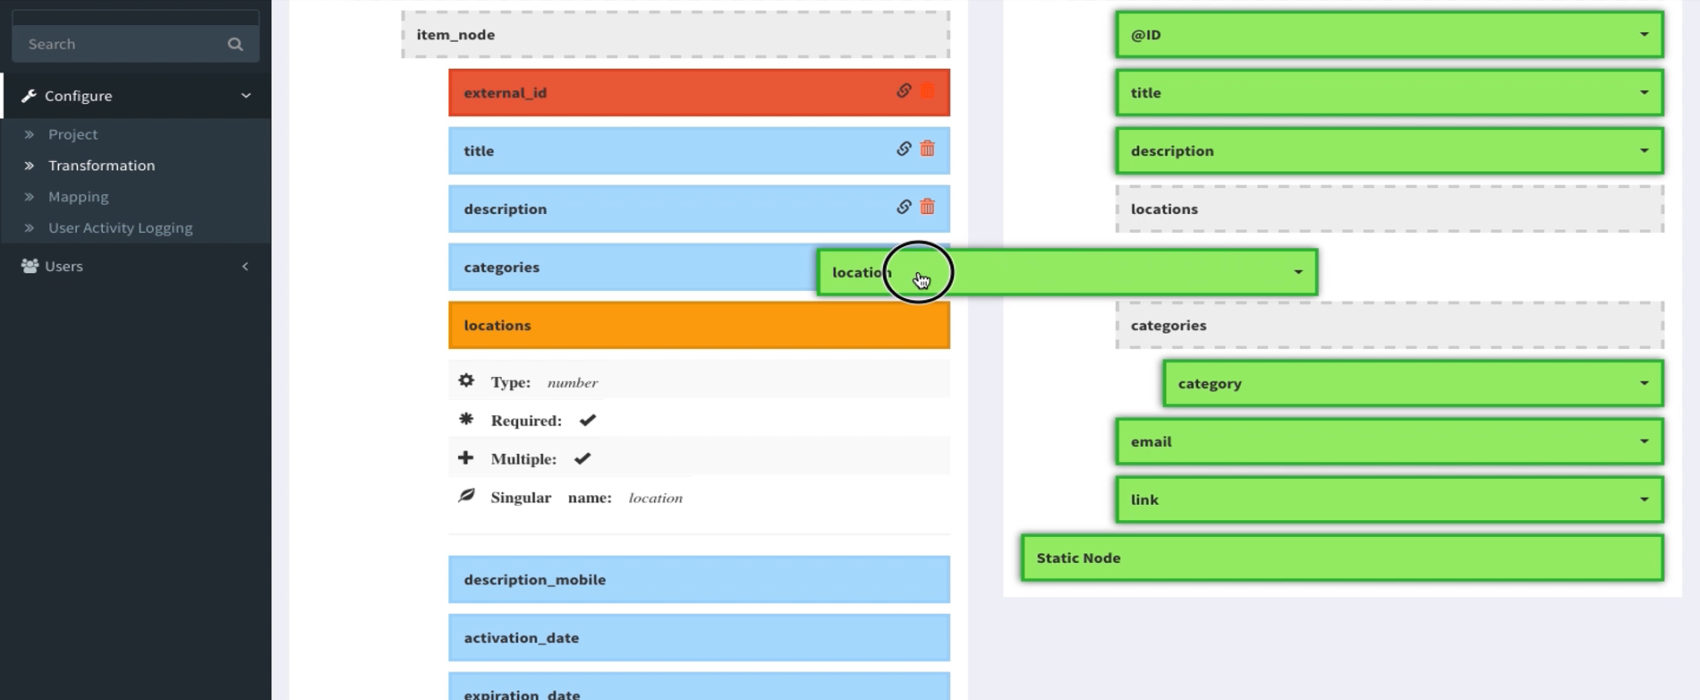 Search
Configure
Project
Transformation
Mapping
User Activity Logging
Users
item_node
external_id
title
description
categories
locations
Type: number
Required:
Multiple:
Singular name: location
description_mobile
activation_date
expiration_date
location
@ID
title
description
locations
categories
category
email
link
Static Node